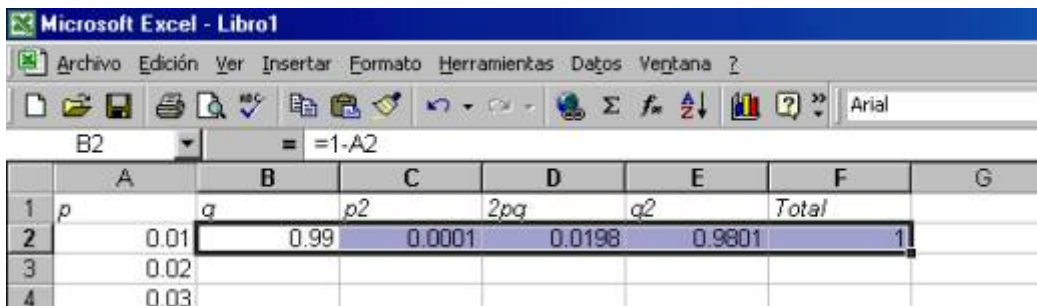 Microsoft Excel - Libro1
Archivo Edición Ver Insertar Formato Herramientas Datos Ventana ?
Arial
B2 = =1-A2
A B C D E F G
1 p q p2 2pq q2 Total
2 0.01 0.99 0.0001 0.0198 0.9801 1
3 0.02
4 0.03